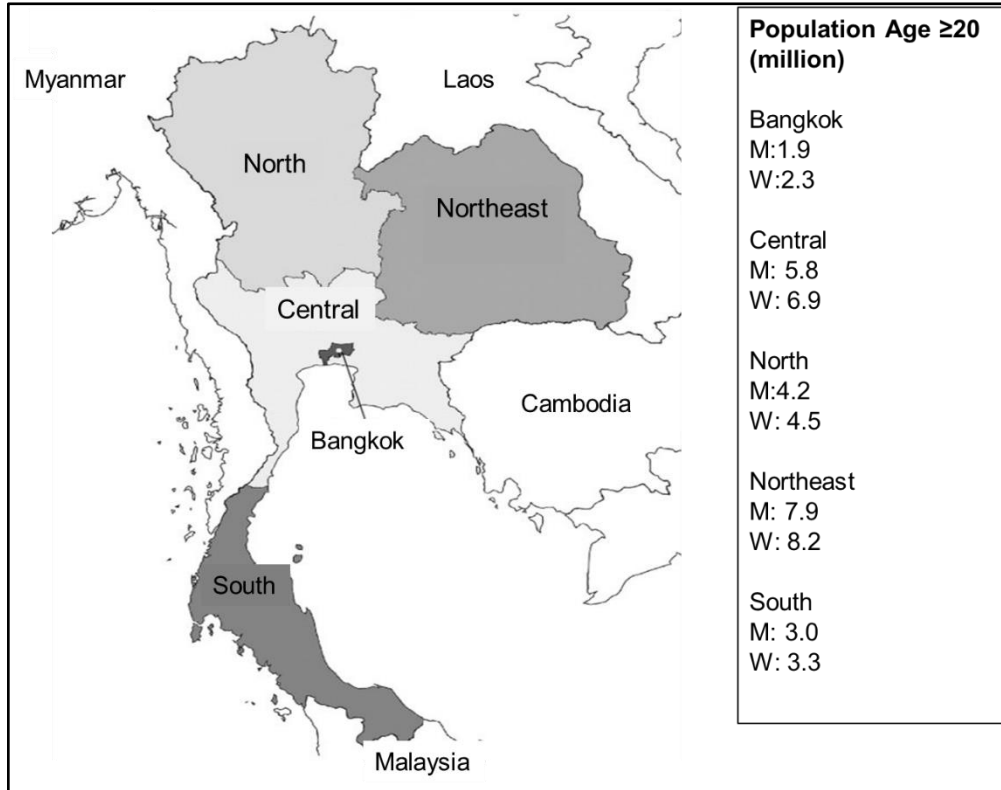 Myanmar
Laos
North
Northeast
Central
Cambodia
Bangkok
South
Malaysia
Population Age ≥20
(million)
Bangkok
M:1.9
W:2.3
Central
M: 5.8
W: 6.9
North
M:4.2
W: 4.5
Northeast
M: 7.9
W: 8.2
South
M: 3.0
W: 3.3